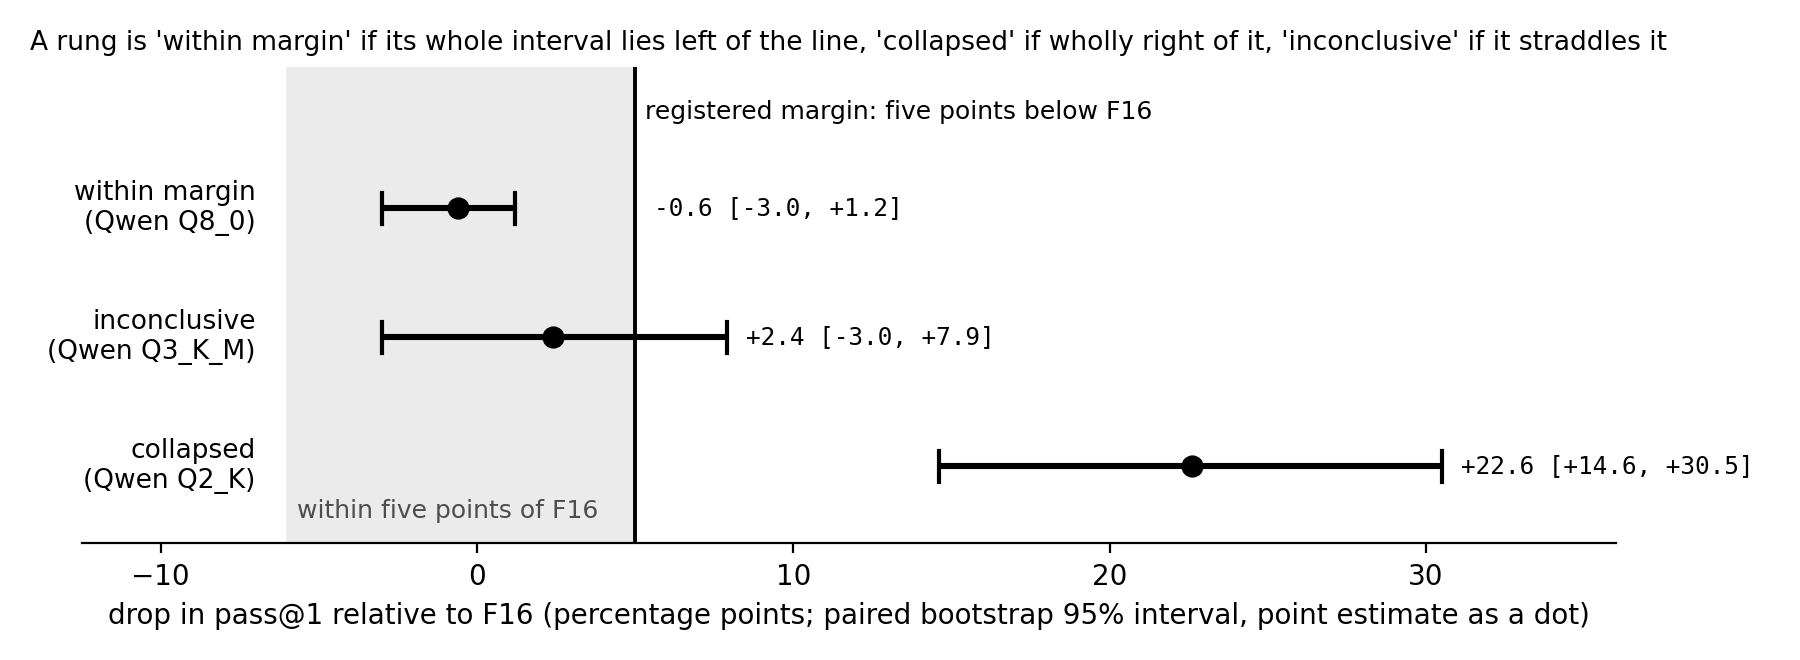 A rung is 'within margin' if its whole interval lies left of the line, 'collapsed' if wholly right of it, 'inconclusive' if it straddles it
registered margin: five points below F16
within margin
(Qwen Q8_0)
-0.6 [-3.0, +1.2]
inconclusive
(Qwen Q3_K_M)
+2.4 [-3.0, +7.9]
collapsed
(Qwen Q2_K)
+22.6 [+14.6, +30.5]
within five points of F16
−10 0 10 20 30
drop in pass@1 relative to F16 (percentage points; paired bootstrap 95% interval, point estimate as a dot)